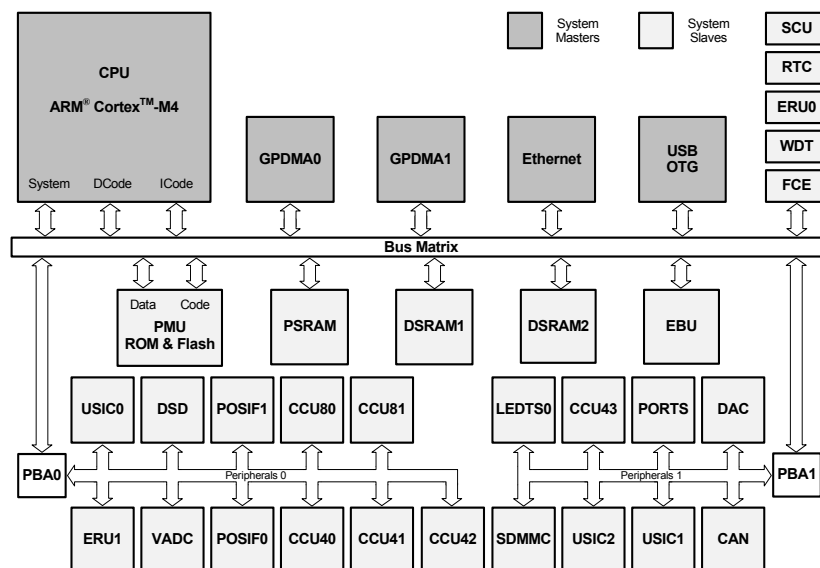 System
Masters
System
Slaves
SCU
CPU
ARM® Cortex™-M4
RTC
ERU0
GPDMA0
GPDMA1
Ethernet
USB
OTG
WDT
System
DCode
ICode
FCE
Bus Matrix
Data
Code
PMU
ROM & Flash
PSRAM
DSRAM1
DSRAM2
EBU
USIC0
DSD
POSIF1
CCU80
CCU81
LEDTS0
CCU43
PORTS
DAC
PBA0
Peripherals 0
Peripherals 1
PBA1
ERU1
VADC
POSIF0
CCU40
CCU41
CCU42
SDMMC
USIC2
USIC1
CAN